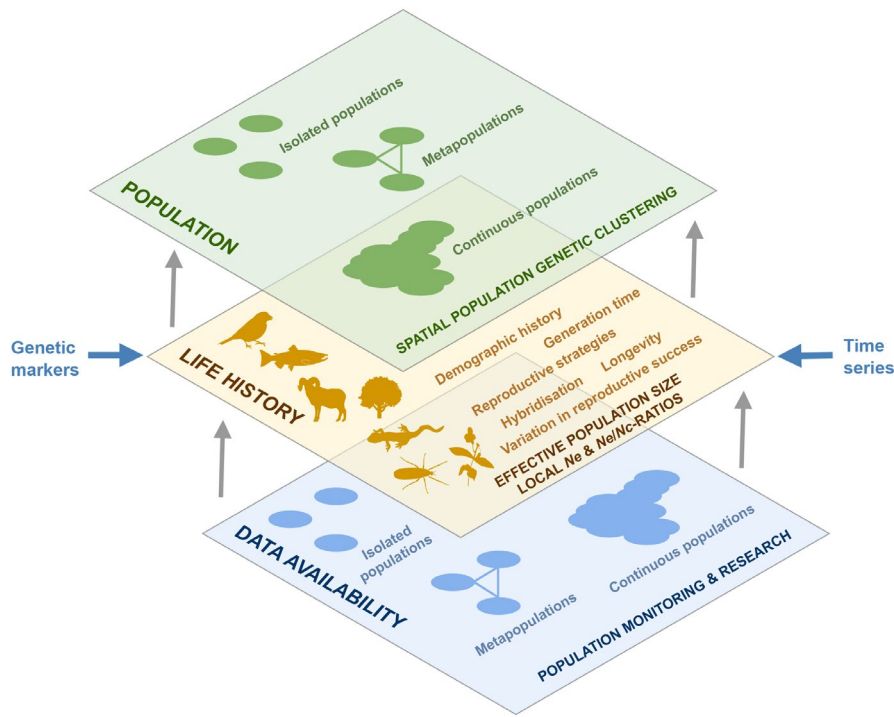 Isolated populations
Metapopulations
Continuous populations
POPULATION
SPATIAL POPULATION GENETIC CLUSTERING
Genetic
markers
Time
series
LIFE HISTORY
Demographic history
Generation time
Reproductive strategies
Hybridisation
Longevity
Variation in reproductive success
EFFECTIVE POPULATION SIZE
LOCAL Ne & Ne/Nc-RATIOS
DATA AVAILABILITY
Isolated
populations
Metapopulations
Continuous populations
POPULATION MONITORING & RESEARCH